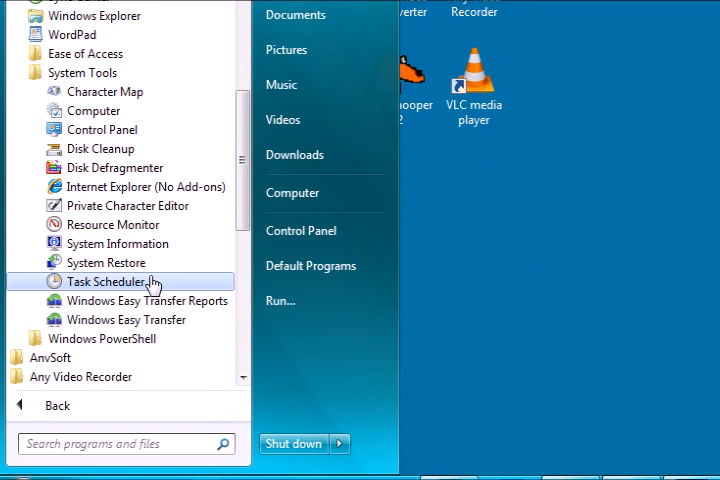 Windows Explorer
WordPad
Ease of Access
System Tools
Character Map
Computer
Control Panel
Disk Cleanup
Disk Defragmenter
Internet Explorer (No Add-ons)
Private Character Editor
Resource Monitor
System Information
System Restore
Task Scheduler
Windows Easy Transfer Reports
Windows Easy Transfer
Windows PowerShell
AnvSoft
Any Video Recorder
Back
Search programs and files
Documents
Pictures
Music
Videos
Downloads
Computer
Control Panel
Default Programs
Run...
Shut down
verter
Recorder
hooper
2
VLC media
player